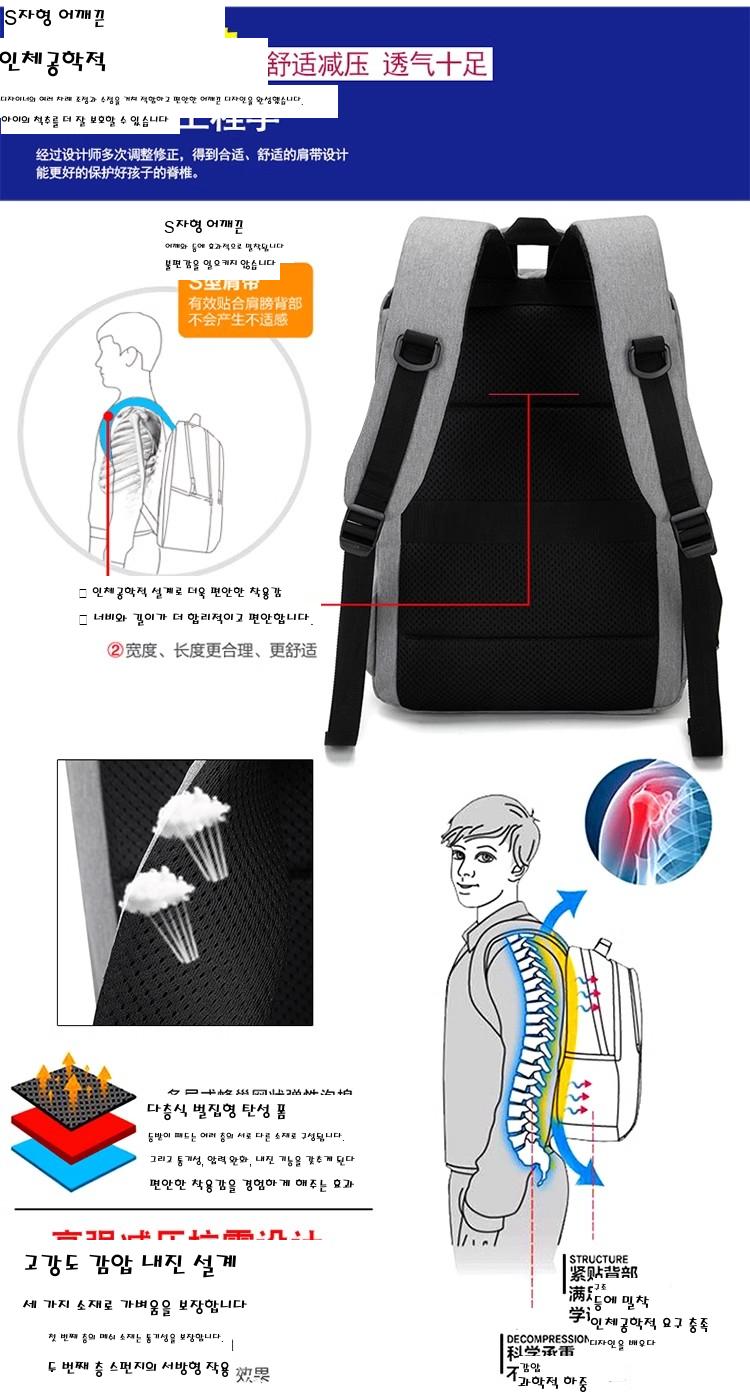 S자형 어깨끈
인체공학적
舒适减压 透气十足
디자이너의 여러 차례 조정과 수정을 거쳐 적합하고 편안한 어깨끈 디자인을 완성했습니다.
아이의 척추를 더 잘 보호할 수 있습니다
工程学
经过设计师多次调整修正，得到合适、舒适的肩带设计
能更好的保护好孩子的脊椎。
S자형 어깨끈
어깨와 등에 효과적으로 밀착됩니다
불편감을 일으키지 않습니다
S型肩带
有效贴合肩膀背部
不会产生不适感
□ 인체공학적 설계로 더욱 편안한 착용감
□ 너비와 길이가 더 합리적이고 편안합니다.
②宽度、长度更合理、更舒适
다층식 벌집형 탄성 폼
등받이 패드는 여러 층의 서로 다른 소재로 구성됩니다.
그리고 통기성, 압력 완화, 내진 기능을 갖추게 된다
편안한 착용감을 경험하게 해주는 효과
고강도 감압 내진 설계
세 가지 소재로 가벼움을 보장합니다
첫 번째 층의 메쉬 소재는 통기성을 보장합니다.
두 번째 층 스펀지의 서방형 작용 效果
STRUCTURE
紧贴背部
구조
등에 밀착
인체공학적 요구 충족
디자인을 배우다
DECOMPRESSION
科学承重
감압
과학적 하중